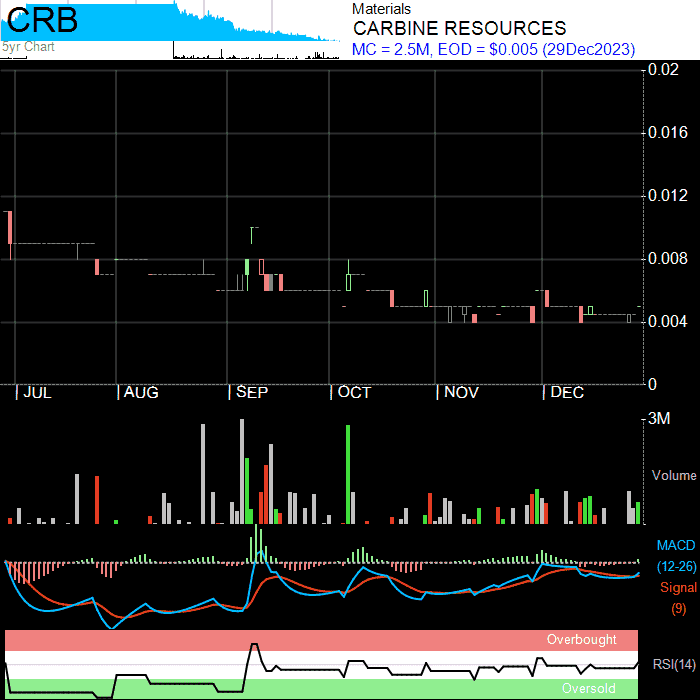 CRB
5yr Chart
Materials
CARBINE RESOURCES
MC = 2.5M, EOD = $0.005 (29Dec2023)
0.02
0.016
0.012
0.008
0.004
0
JUL
AUG
SEP
OCT
NOV
DEC
3M
Volume
MACD
(12-26)
Signal
(9)
Overbought
RSI(14)
Oversold